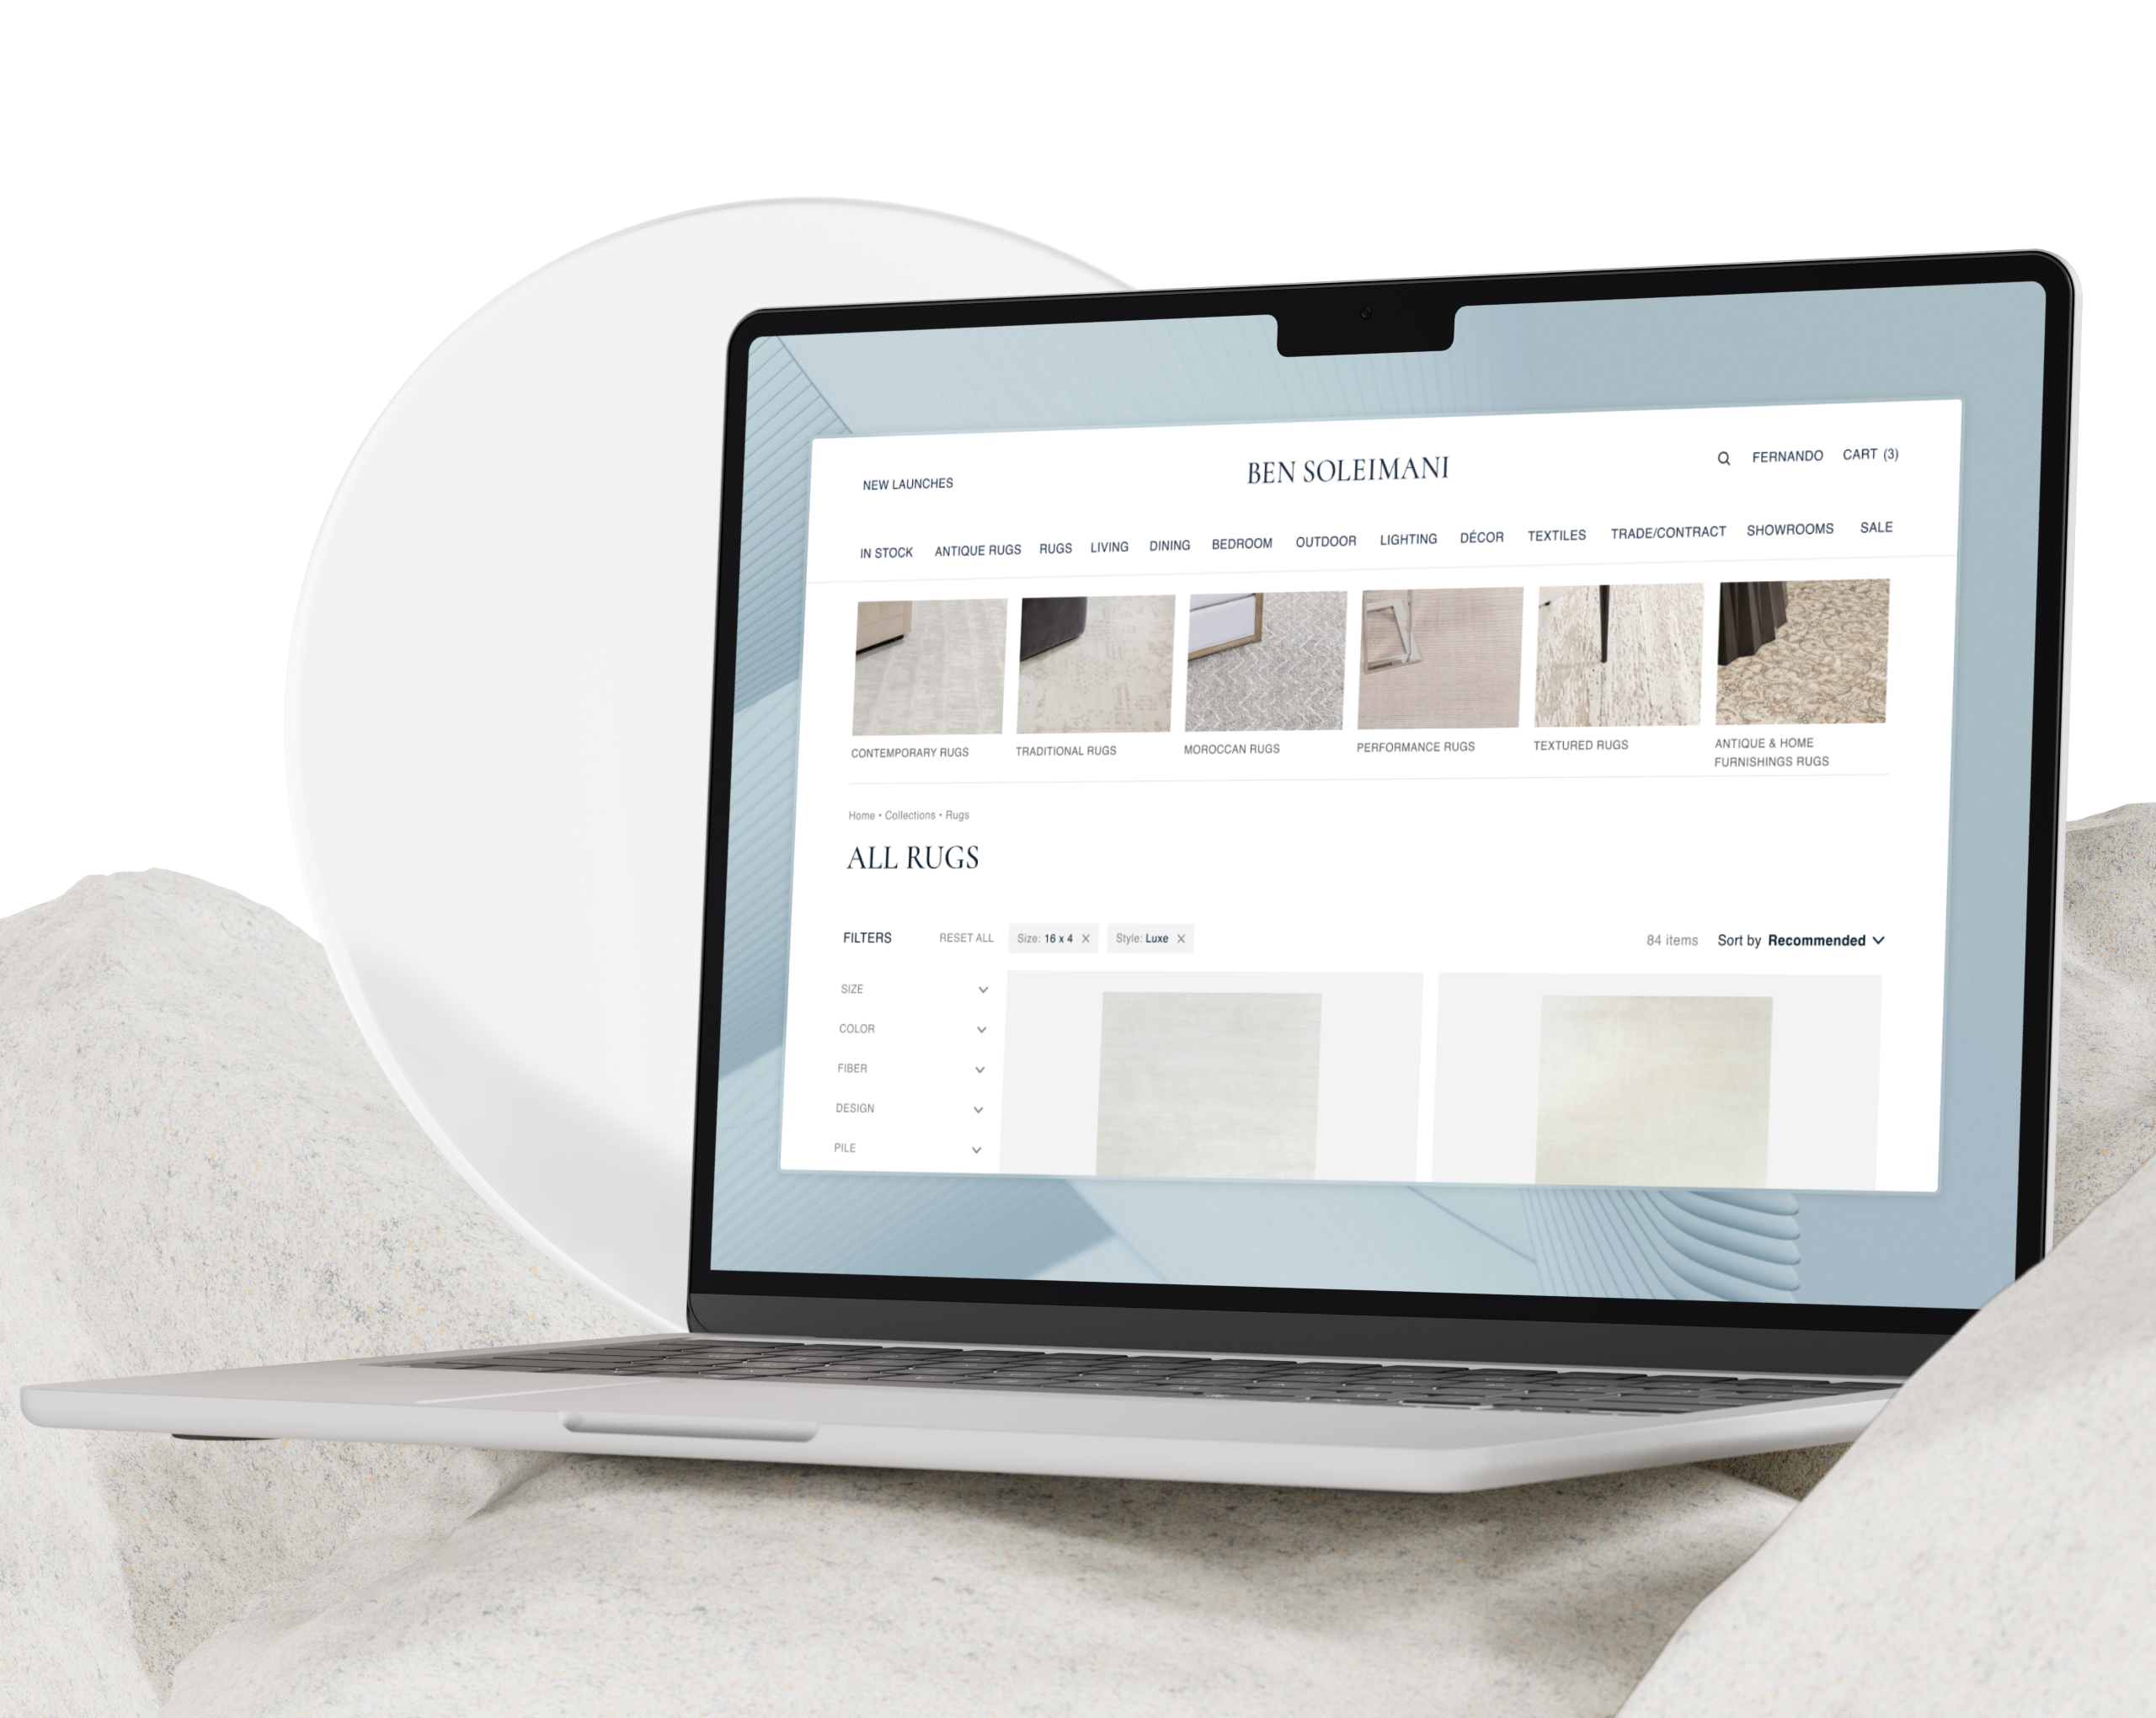 NEW LAUNCHES
BEN SOLEIMANI
FERNANDO
CART (3)
IN STOCK
ANTIQUE RUGS
RUGS
LIVING
DINING
BEDROOM
OUTDOOR
LIGHTING
DÉCOR
TEXTILES
TRADE/CONTRACT
SHOWROOMS
SALE
CONTEMPORARY RUGS
TRADITIONAL RUGS
MOROCCAN RUGS
PERFORMANCE RUGS
TEXTURED RUGS
ANTIQUE & HOME
FURNISHINGS RUGS
Home • Collections • Rugs
ALL RUGS
FILTERS
RESET ALL
Size: 16 x 4 X
Style: Luxe X
84 items
Sort by Recommended
SIZE
COLOR
FIBER
DESIGN
PILE